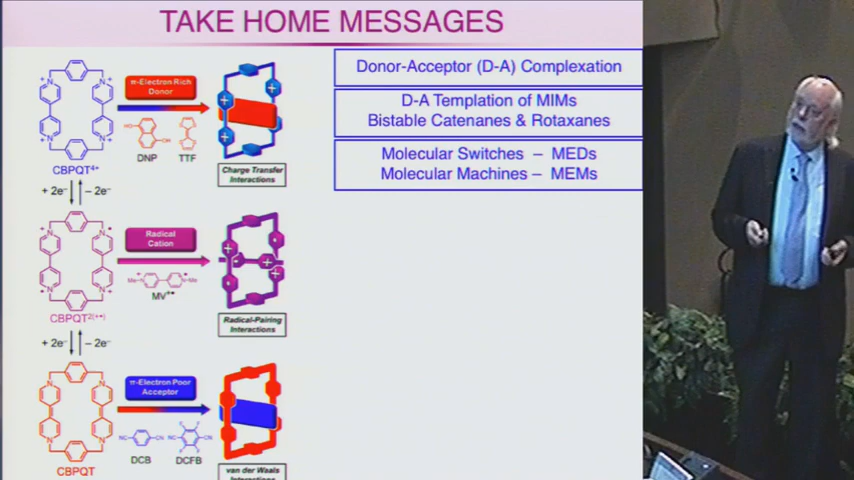 TAKE HOME MESSAGES
π-Electron Rich
Donor
DNP
TTF
CBPQT4+
Charge Transfer
Interactions
Donor-Acceptor (D-A) Complexation
D-A Templation of MIMs
Bistable Catenanes & Rotaxanes
Molecular Switches – MEDs
Molecular Machines – MEMs
+ 2e⁻
– 2e⁻
Radical
Cation
MV+•
CBPQT2(+•)
Radical-Pairing
Interactions
+ 2e⁻
– 2e⁻
π-Electron Poor
Acceptor
DCB
DCFB
CBPQT
van der Waals
Interactions